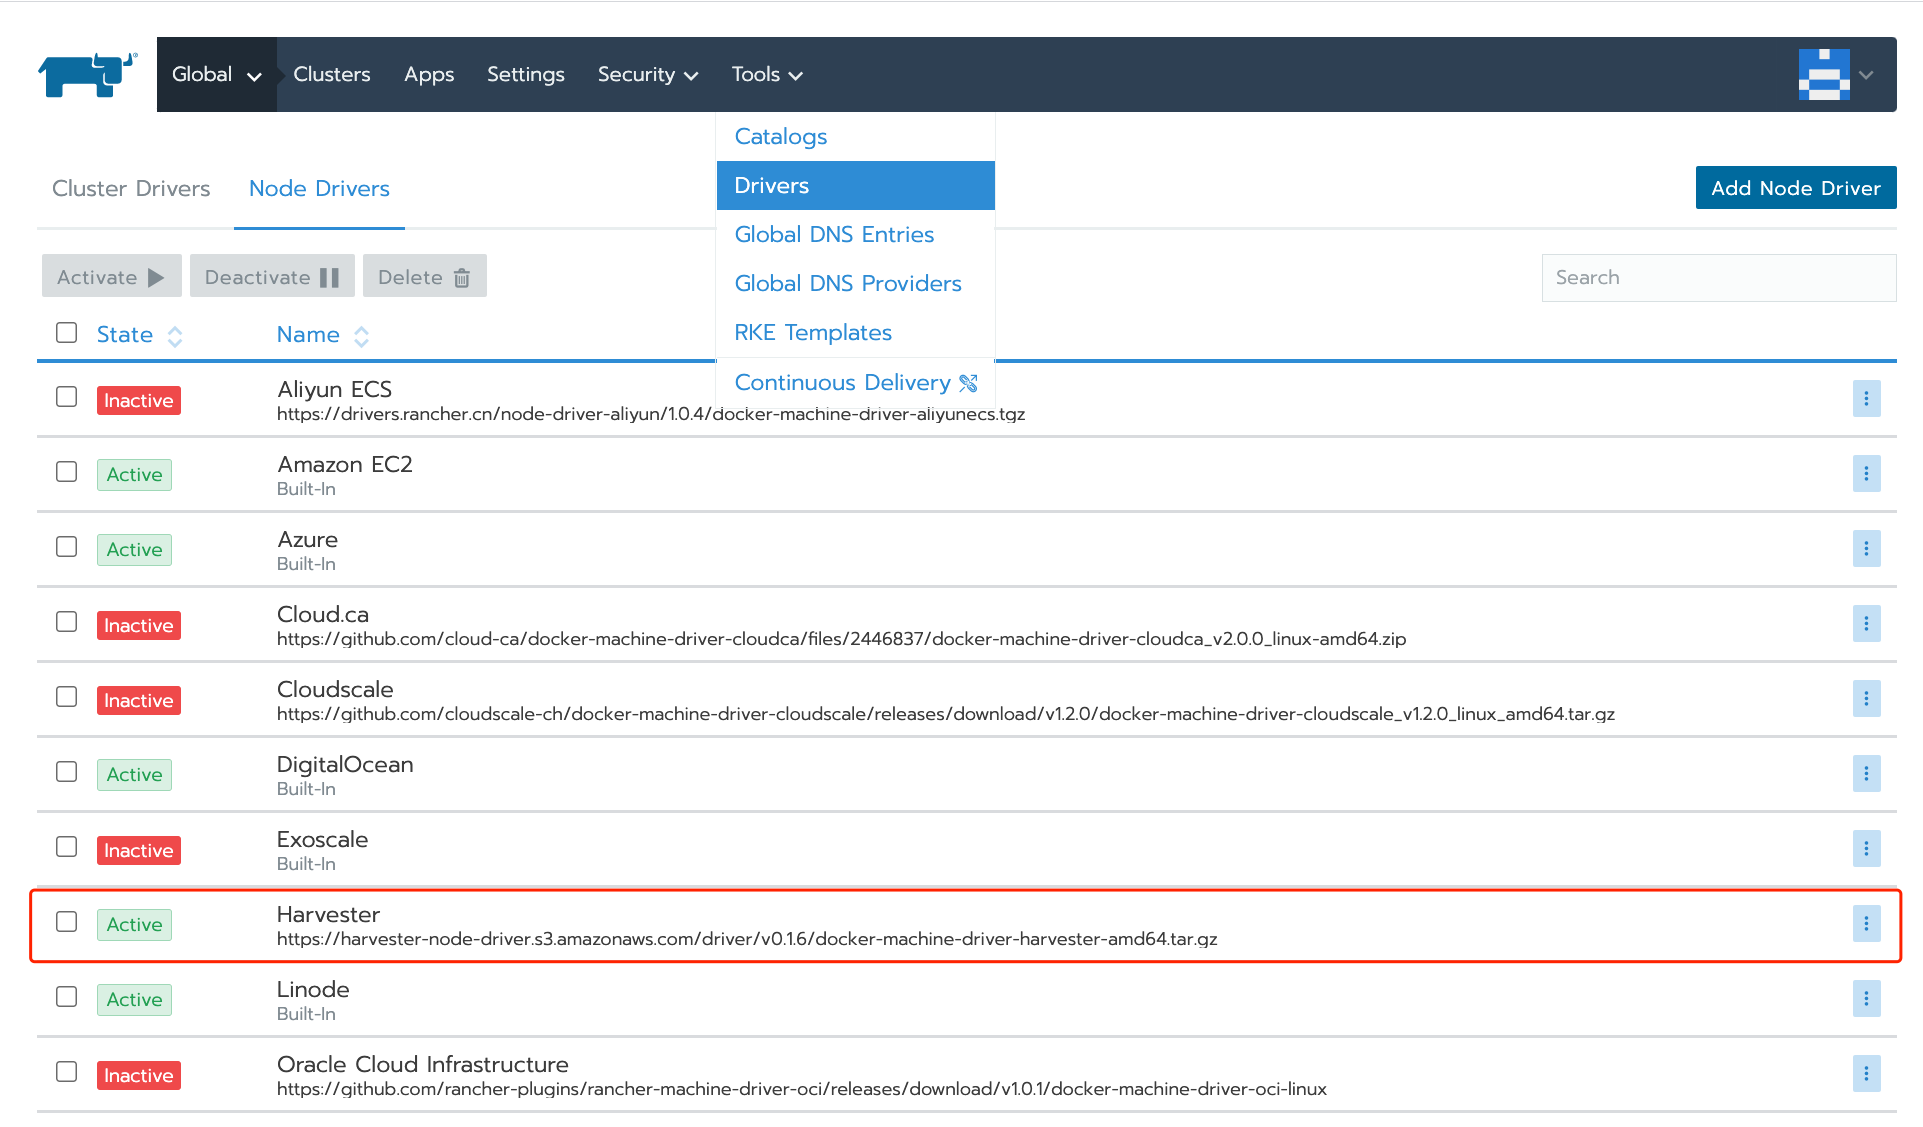 Global Clusters Apps Settings Security Tools
Catalogs
Drivers
Global DNS Entries
Global DNS Providers
RKE Templates
Continuous Delivery
Cluster Drivers Node Drivers
Add Node Driver
Activate Deactivate Delete
Search
State Name
Inactive Aliyun ECS
https://drivers.rancher.cn/node-driver-aliyun/1.0.4/docker-machine-driver-aliyunecs.tgz
Active Amazon EC2
Built-In
Active Azure
Built-In
Inactive Cloud.ca
https://github.com/cloud-ca/docker-machine-driver-cloudca/files/2446837/docker-machine-driver-cloudca_v2.0.0_linux-amd64.zip
Inactive Cloudscale
https://github.com/cloudscale-ch/docker-machine-driver-cloudscale/releases/download/v1.2.0/docker-machine-driver-cloudscale_v1.2.0_linux_amd64.tar.gz
Active DigitalOcean
Built-In
Inactive Exoscale
Built-In
Active Harvester
https://harvester-node-driver.s3.amazonaws.com/driver/v0.1.6/docker-machine-driver-harvester-amd64.tar.gz
Active Linode
Built-In
Inactive Oracle Cloud Infrastructure
https://github.com/rancher-plugins/rancher-machine-driver-oci/releases/download/v1.0.1/docker-machine-driver-oci-linux